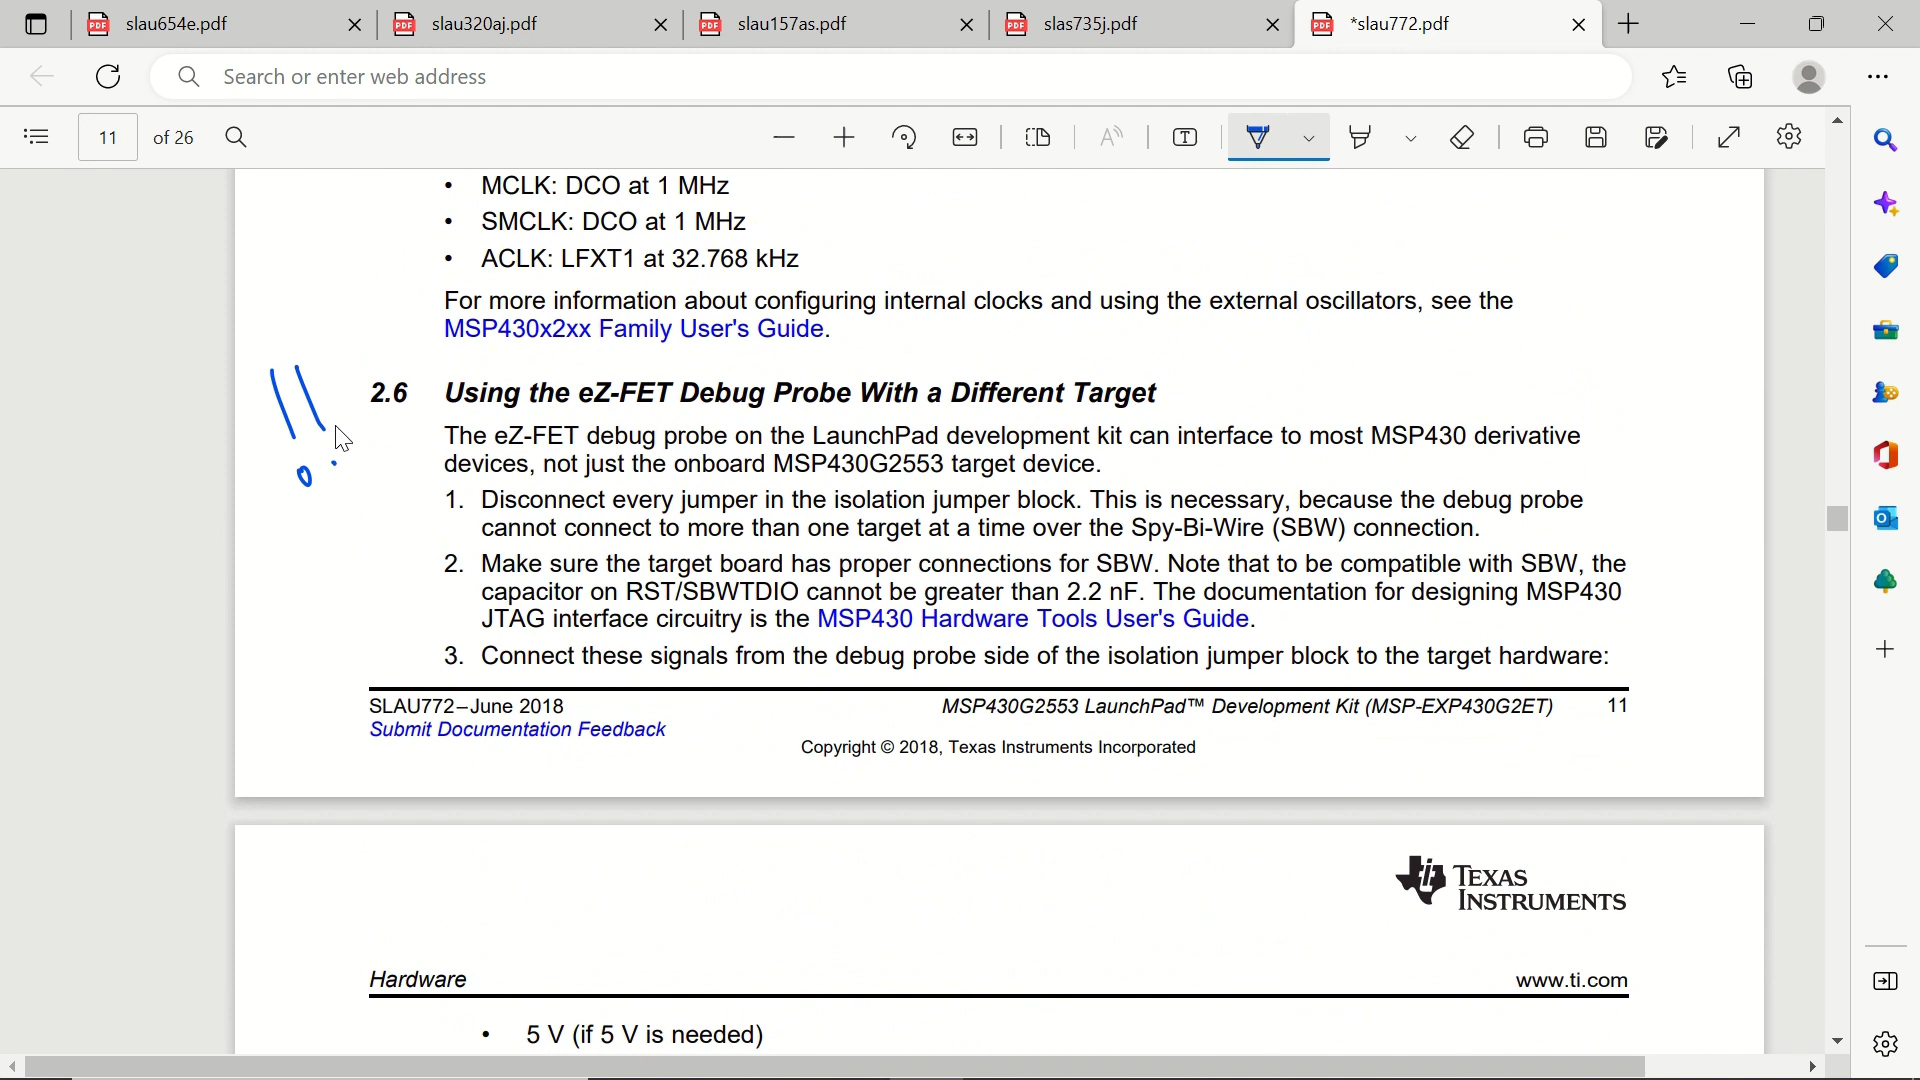 slau654e.pdf
slau320aj.pdf
slau157as.pdf
slas735j.pdf
*slau772.pdf
Search or enter web address
11 of 26
• MCLK: DCO at 1 MHz
• SMCLK: DCO at 1 MHz
• ACLK: LFXT1 at 32.768 kHz
For more information about configuring internal clocks and using the external oscillators, see the
MSP430x2xx Family User's Guide.
!!
2.6 Using the eZ-FET Debug Probe With a Different Target
The eZ-FET debug probe on the LaunchPad development kit can interface to most MSP430 derivative
devices, not just the onboard MSP430G2553 target device.
1. Disconnect every jumper in the isolation jumper block. This is necessary, because the debug probe
cannot connect to more than one target at a time over the Spy-Bi-Wire (SBW) connection.
2. Make sure the target board has proper connections for SBW. Note that to be compatible with SBW, the
capacitor on RST/SBWTDIO cannot be greater than 2.2 nF. The documentation for designing MSP430
JTAG interface circuitry is the MSP430 Hardware Tools User's Guide.
3. Connect these signals from the debug probe side of the isolation jumper block to the target hardware:
SLAU772–June 2018 MSP430G2553 LaunchPad™ Development Kit (MSP-EXP430G2ET) 11
Submit Documentation Feedback
Copyright © 2018, Texas Instruments Incorporated
TEXAS
INSTRUMENTS
Hardware www.ti.com
• 5 V (if 5 V is needed)